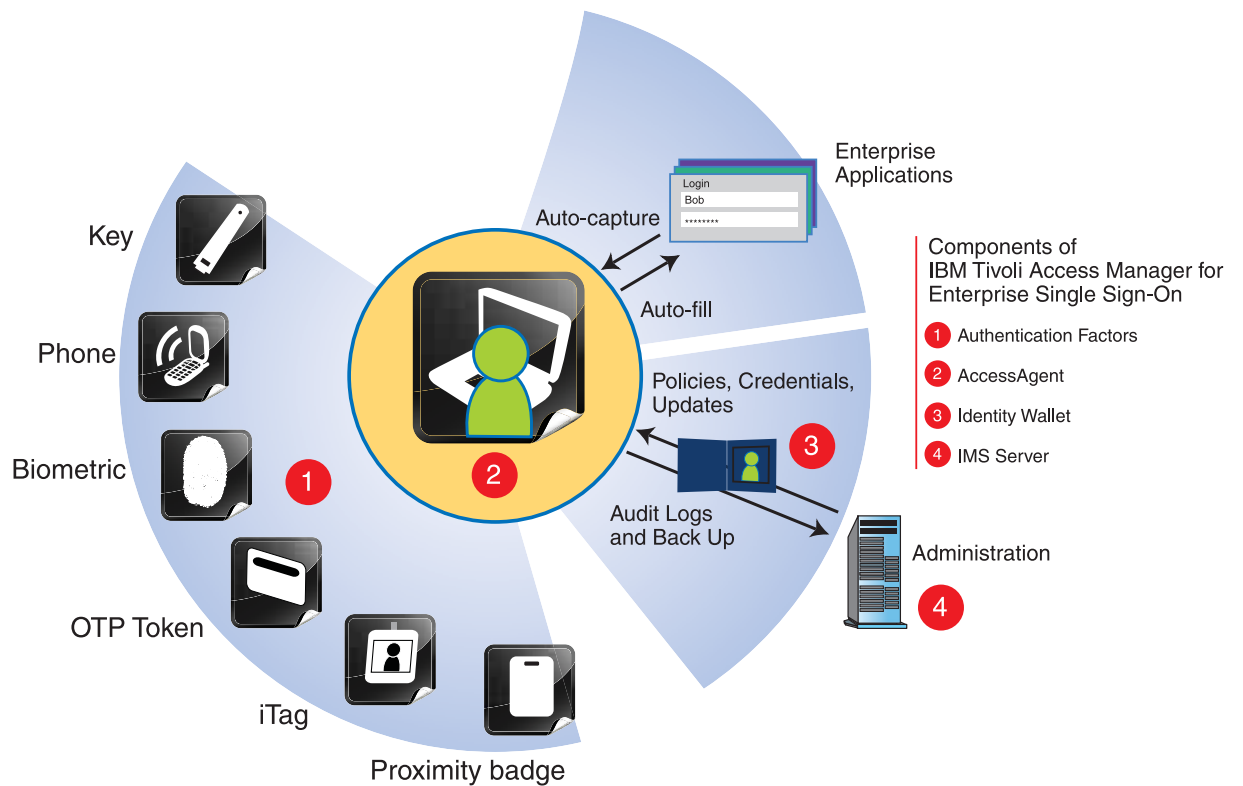 Enterprise
Applications
Login
Bob
********
Auto-capture
Auto-fill
Key
Phone
Biometric
1
OTP Token
iTag
Proximity badge
2
Policies, Credentials,
Updates
3
Audit Logs
and Back Up
Administration
4
Components of
IBM Tivoli Access Manager for
Enterprise Single Sign-On
1 Authentication Factors
2 AccessAgent
3 Identity Wallet
4 IMS Server